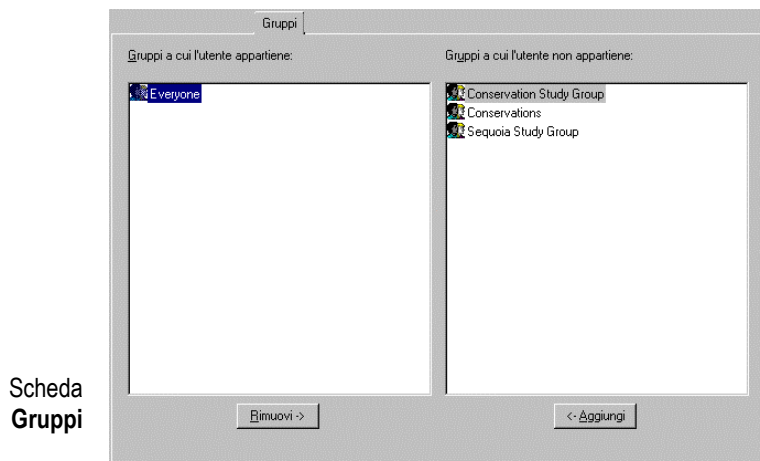 Gruppi
Gruppi a cui l'utente appartiene:
Gruppi a cui l'utente non appartiene:
Everyone
Conservation Study Group
Conservations
Sequoia Study Group
Scheda
Gruppi
Rimuovi ->
<- Aggiungi